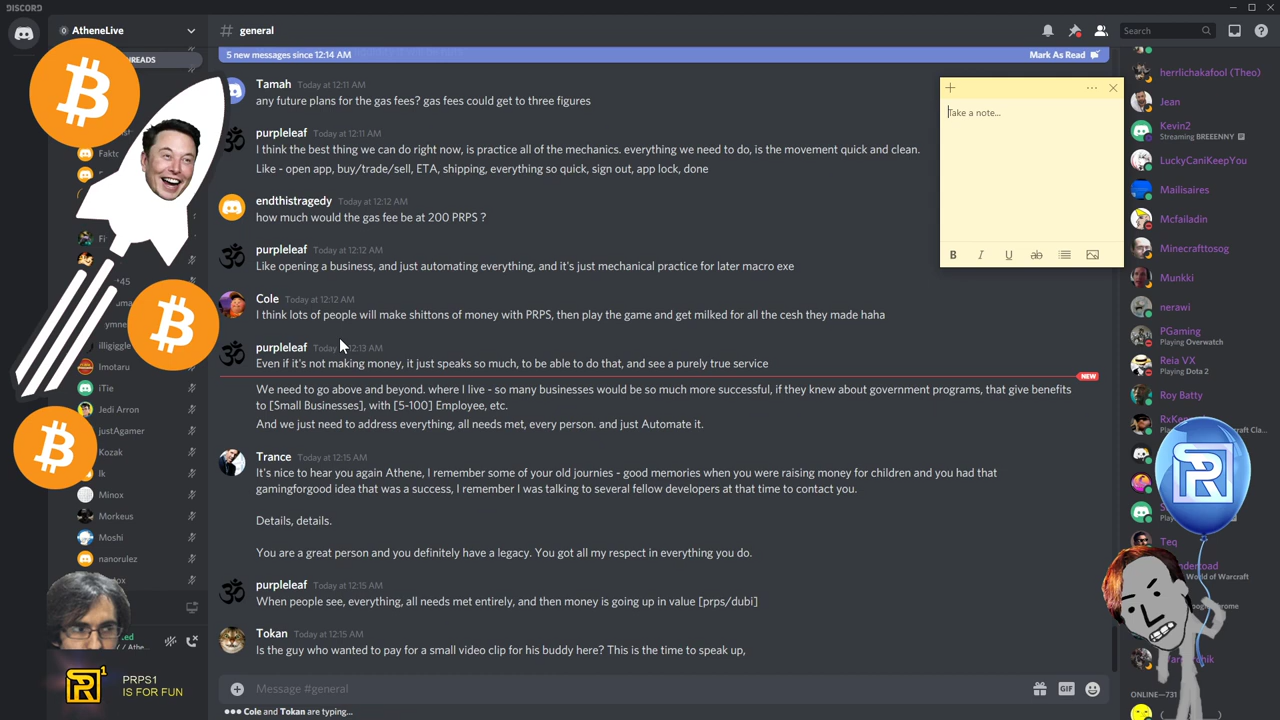 DISCORD
AtheneLive
# general
Search
5 new messages since 12:14 AM
Mark As Read
Tamah Today at 12:11 AM
any future plans for the gas fees? gas fees could get to three figures
purpleleaf Today at 12:11 AM
I think the best thing we can do right now, is practice all of the mechanics. everything we need to do, is the movement quick and clean.
Like - open app, buy/trade/sell, ETA, shipping, everything so quick, sign out, app lock, done
endthistragedy Today at 12:12 AM
how much would the gas fee be at 200 PRPS ?
purpleleaf Today at 12:12 AM
Like opening a business, and just automating everything, and it's just mechanical practice for later macro exe
Cole Today at 12:12 AM
I think lots of people will make shittons of money with PRPS, then play the game and get milked for all the cesh they made haha
purpleleaf Today at 12:13 AM
Even if it's not making money, it just speaks so much, to be able to do that, and see a purely true service
NEW
We need to go above and beyond. where I live - so many businesses would be so much more successful, if they knew about government programs, that give benefits
to [Small Businesses], with [5-100] Employee, etc.
And we just need to address everything, all needs met, every person. and just Automate it.
Trance Today at 12:15 AM
It's nice to hear you again Athene, I remember some of your old journies - good memories when you were raising money for children and you had that
gamingforgood idea that was a success, I remember I was talking to several fellow developers at that time to contact you.
Details, details.
You are a great person and you definitely have a legacy. You got all my respect in everything you do.
purpleleaf Today at 12:15 AM
When people see, everything, all needs met entirely, and then money is going up in value [prps/dubi]
Tokan Today at 12:15 AM
Is the guy who wanted to pay for a small video clip for his buddy here? This is the time to speak up,
Message #general
GIF
Cole and Tokan are typing...
Take a note...
B I U ab
Fakto
illigiggle
Imotaru
iTie
Jedi Arron
justAgamer
Kozak
lk
Minox
Morkeus
Moshi
nanorulez
PRPS1
IS FOR FUN
herrlichakafool (Theo)
Jean
Kevin2
Streaming BREEENNY
LuckyCaniKeepYou
Mailisaires
Mcfailadin
Minecrafttosog
Munkki
nerawi
PGaming
Playing Overwatch
Reia VX
Playing Dota 2
Roy Batty
Teq
World of Warcraft
ONLINE—731